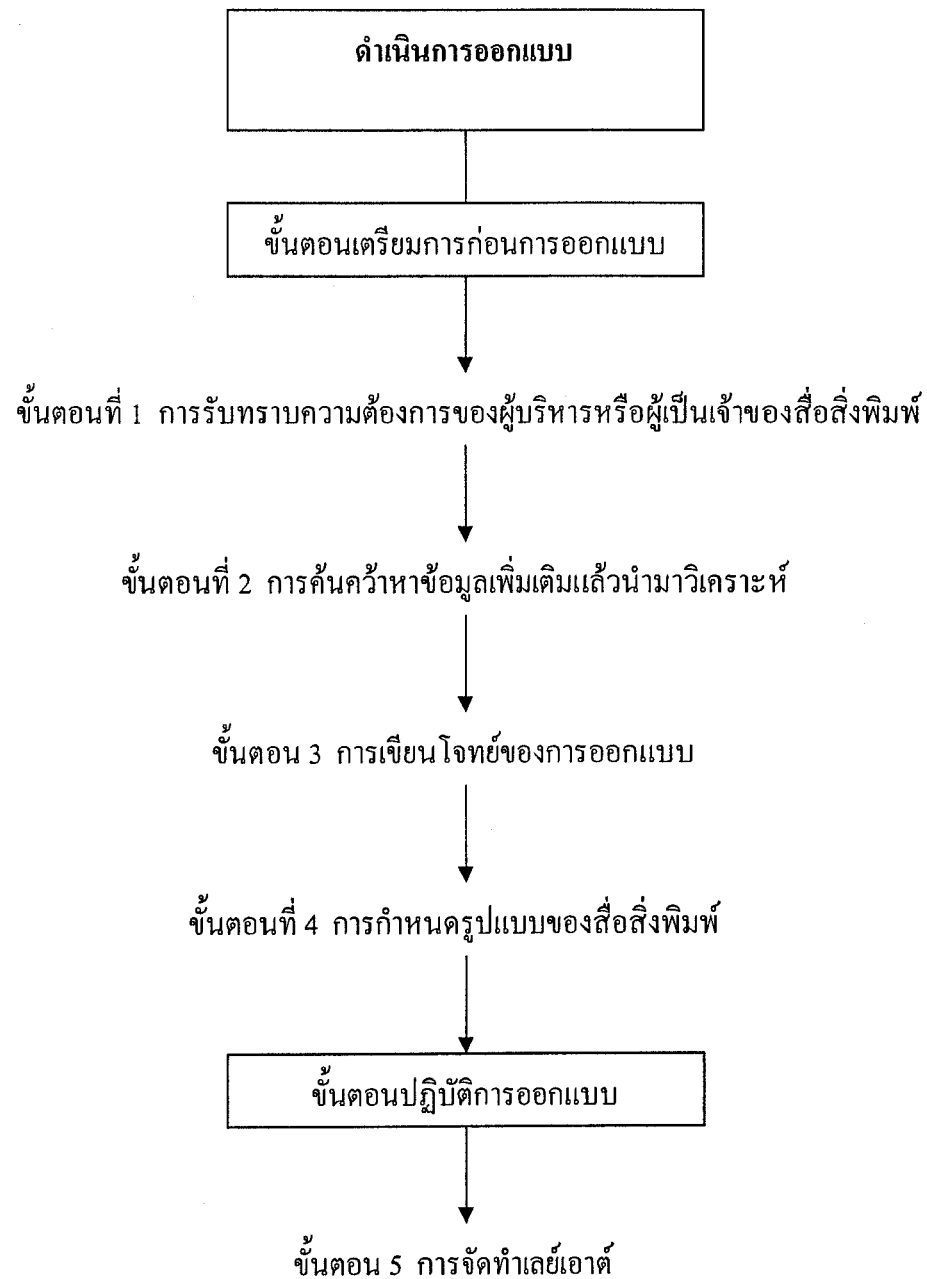 ดำเนินการออกแบบ
ขั้นตอนเตรียมการก่อนการออกแบบ
ขั้นตอนที่ 1 การรับทราบความต้องการของผู้บริหารหรือผู้เป็นเจ้าของสื่อสิ่งพิมพ์
ขั้นตอนที่ 2 การค้นคว้าหาข้อมูลเพิ่มเติมแล้วนำมาวิเคราะห์
ขั้นตอน 3 การเขียนโจทย์ของการออกแบบ
ขั้นตอนที่ 4 การกำหนดรูปแบบของสื่อสิ่งพิมพ์
ขั้นตอนปฏิบัติการออกแบบ
ขั้นตอน 5 การจัดทำเลย์เอาต์